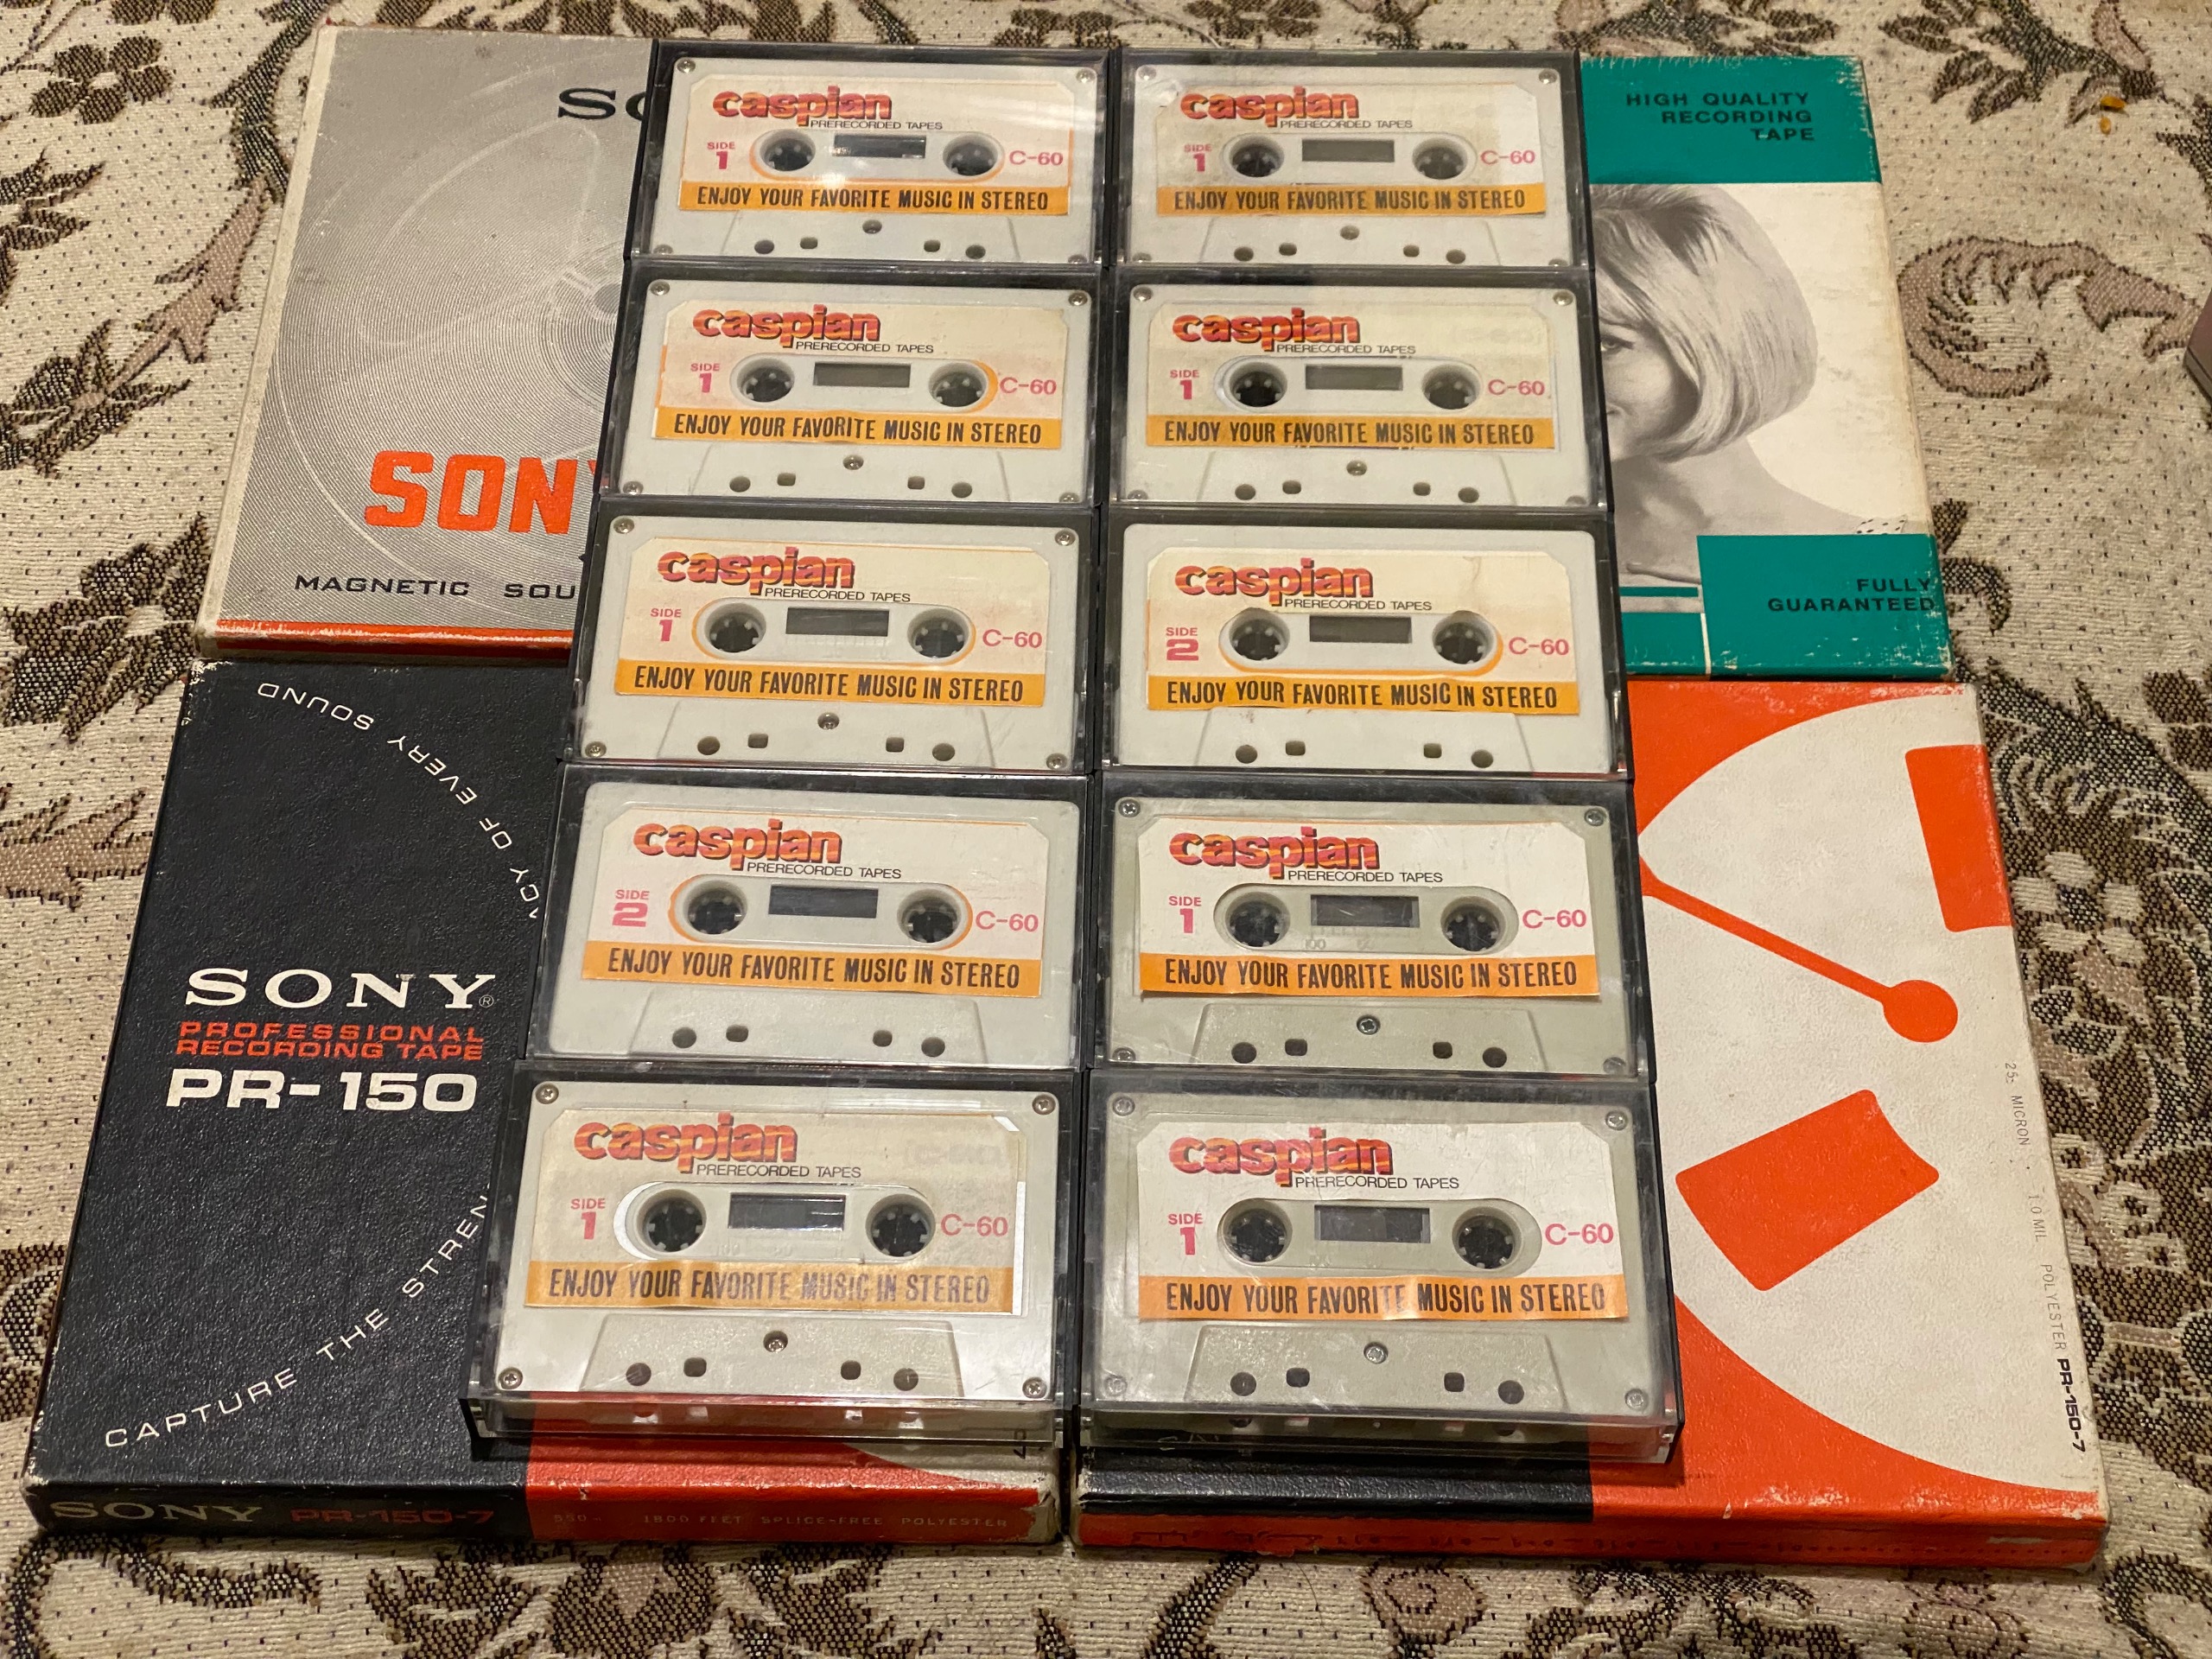 SONY
MAGNETIC
HIGH QUALITY
RECORDING
TAPE
FULLY
GUARANTEED
caspian
PRERECORDED TAPES
SIDE
1
C-60
ENJOY YOUR FAVORITE MUSIC IN STEREO
caspian
PRERECORDED TAPES
SIDE
1
C-60
ENJOY YOUR FAVORITE MUSIC IN STEREO
caspian
PRERECORDED TAPES
SIDE
1
C-60
ENJOY YOUR FAVORITE MUSIC IN STEREO
caspian
PRERECORDED TAPES
SIDE
1
C-60
ENJOY YOUR FAVORITE MUSIC IN STEREO
caspian
PRERECORDED TAPES
SIDE
1
C-60
ENJOY YOUR FAVORITE MUSIC IN STEREO
caspian
PRERECORDED TAPES
SIDE
2
C-60
ENJOY YOUR FAVORITE MUSIC IN STEREO
caspian
PRERECORDED TAPES
SIDE
2
C-60
ENJOY YOUR FAVORITE MUSIC IN STEREO
caspian
PRERECORDED TAPES
SIDE
1
C-60
ENJOY YOUR FAVORITE MUSIC IN STEREO
caspian
PRERECORDED TAPES
SIDE
1
C-60
ENJOY YOUR FAVORITE MUSIC IN STEREO
caspian
PRERECORDED TAPES
SIDE
1
C-60
ENJOY YOUR FAVORITE MUSIC IN STEREO
OF EVERY SOUND
SONY®
PROFESSIONAL
RECORDING TAPE
PR-150
CAPTURE THE
SONY PR-150-7
1800 FEET SPLICE-FREE POLYESTER
MICRON · 1.0 MIL POLYESTER PR-150-7